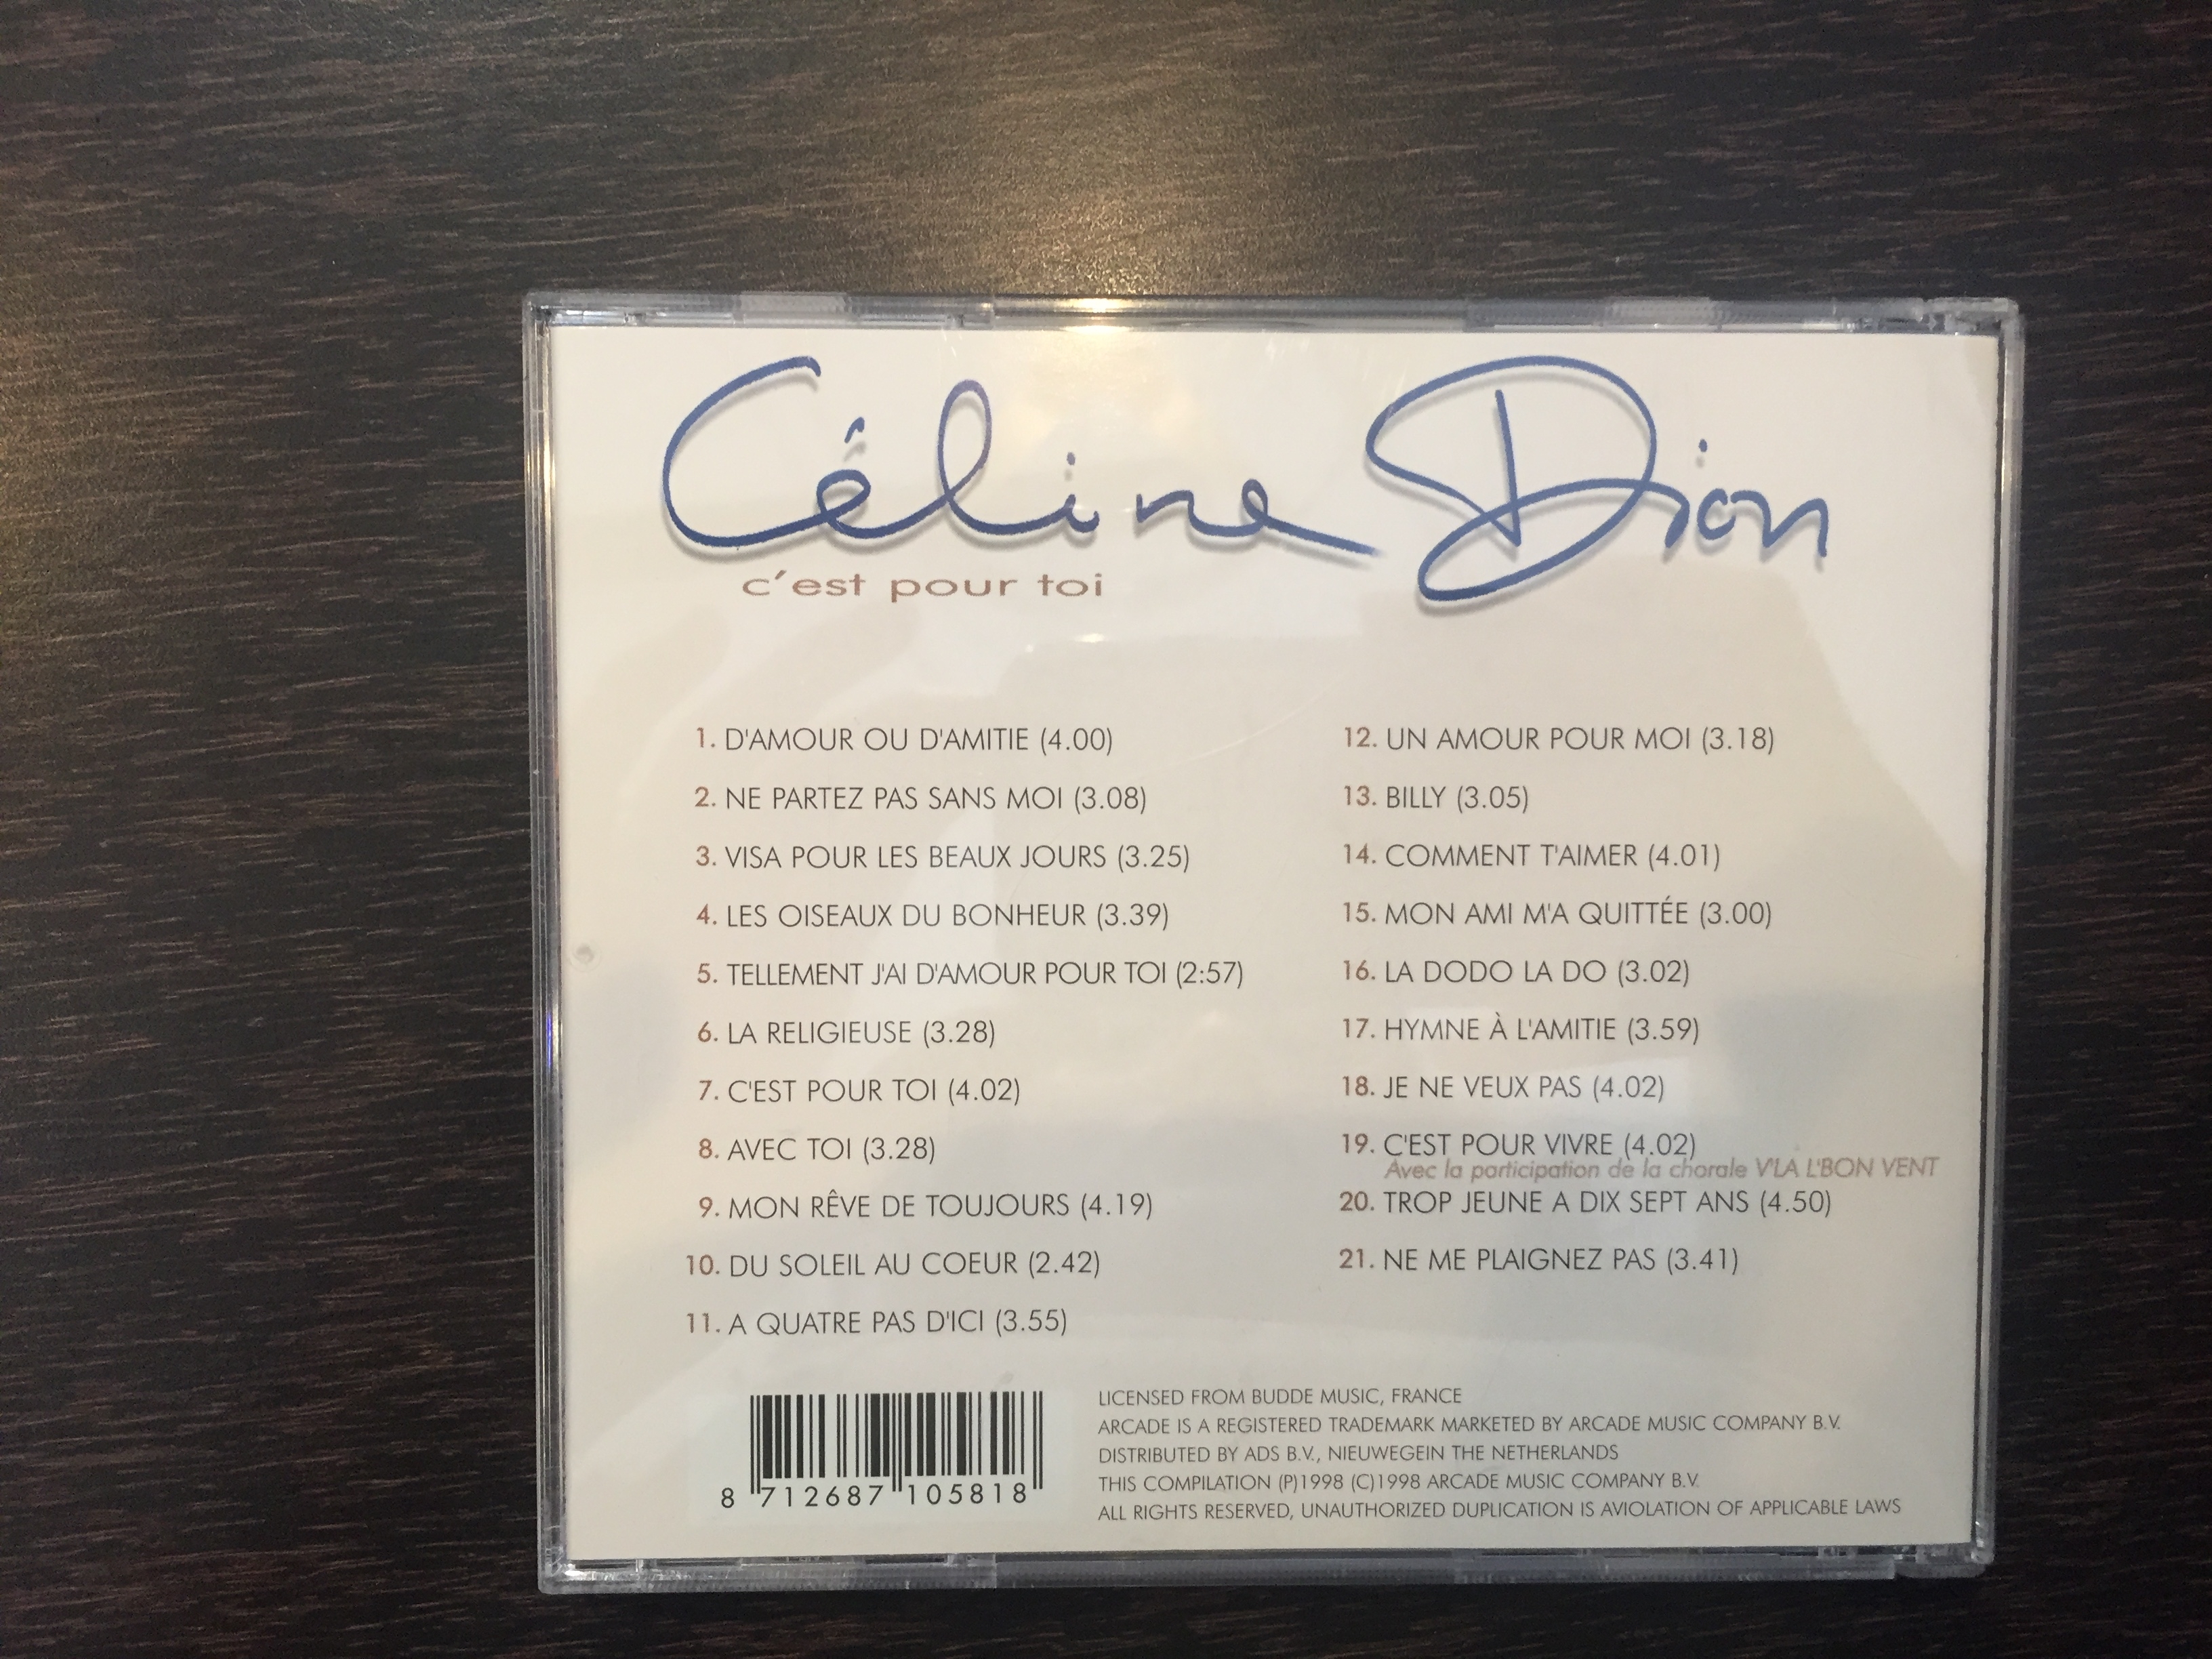 Céline Dion
c'est pour toi
1. D'AMOUR OU D'AMITIE (4.00)
2. NE PARTEZ PAS SANS MOI (3.08)
3. VISA POUR LES BEAUX JOURS (3.25)
4. LES OISEAUX DU BONHEUR (3.39)
5. TELLEMENT J'AI D'AMOUR POUR TOI (2:57)
6. LA RELIGIEUSE (3.28)
7. C'EST POUR TOI (4.02)
8. AVEC TOI (3.28)
9. MON RÊVE DE TOUJOURS (4.19)
10. DU SOLEIL AU COEUR (2.42)
11. A QUATRE PAS D'ICI (3.55)
12. UN AMOUR POUR MOI (3.18)
13. BILLY (3.05)
14. COMMENT T'AIMER (4.01)
15. MON AMI M'A QUITTÉE (3.00)
16. LA DODO LA DO (3.02)
17. HYMNE À L'AMITIE (3.59)
18. JE NE VEUX PAS (4.02)
19. C'EST POUR VIVRE (4.02)
Avec la participation de la chorale V'LA L'BON VENT
20. TROP JEUNE A DIX SEPT ANS (4.50)
21. NE ME PLAIGNEZ PAS (3.41)
8 712687 105818
LICENSED FROM BUDDE MUSIC, FRANCE
ARCADE IS A REGISTERED TRADEMARK MARKETED BY ARCADE MUSIC COMPANY B.V.
DISTRIBUTED BY ADS B.V., NIEUWEGEIN THE NETHERLANDS
THIS COMPILATION (P)1998 (C)1998 ARCADE MUSIC COMPANY B.V.
ALL RIGHTS RESERVED, UNAUTHORIZED DUPLICATION IS AVIOLATION OF APPLICABLE LAWS